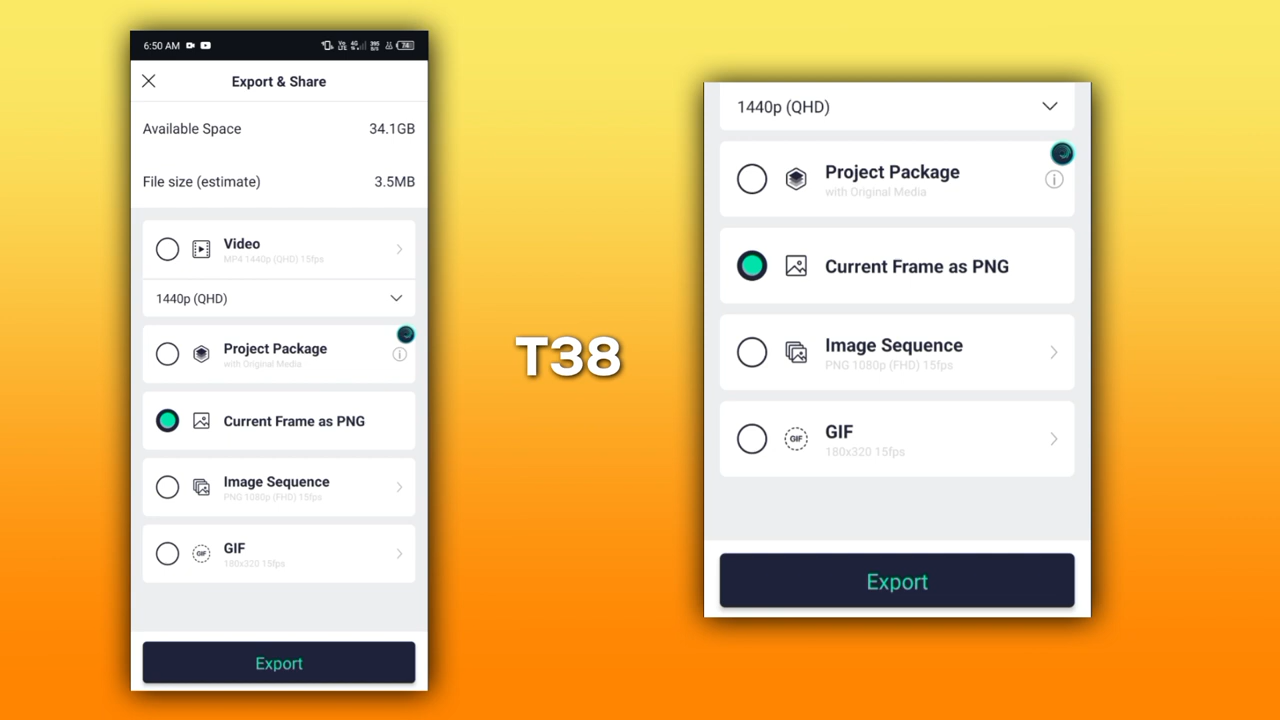 6:50 AM
Export & Share
Available Space 34.1GB
File size (estimate) 3.5MB
Video
MP4 1440p (QHD) 15fps
1440p (QHD)
Project Package
with Original Media
Current Frame as PNG
Image Sequence
PNG 1080p (FHD) 15fps
GIF
GIF
180x320 15fps
Export
T38
1440p (QHD)
Project Package
with Original Media
Current Frame as PNG
Image Sequence
PNG 1080p (FHD) 15fps
GIF
GIF
180x320 15fps
Export